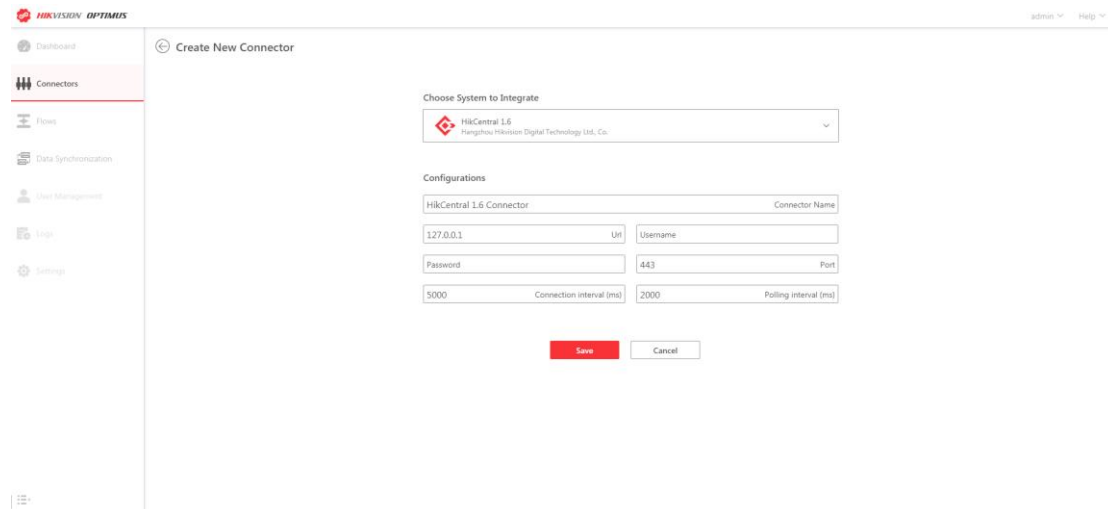 HIKVISION OPTIMUS
admin Help
Dashboard
Create New Connector
Connectors
Flows
Data Synchronization
User Management
Logs
Settings
Choose System to Integrate
HikCentral 1.6
Hangzhou Hikvision Digital Technology Ltd., Co.
Configurations
HikCentral 1.6 Connector Connector Name
127.0.0.1 Url Username
Password 443 Port
5000 Connection interval (ms) 2000 Polling interval (ms)
Save Cancel